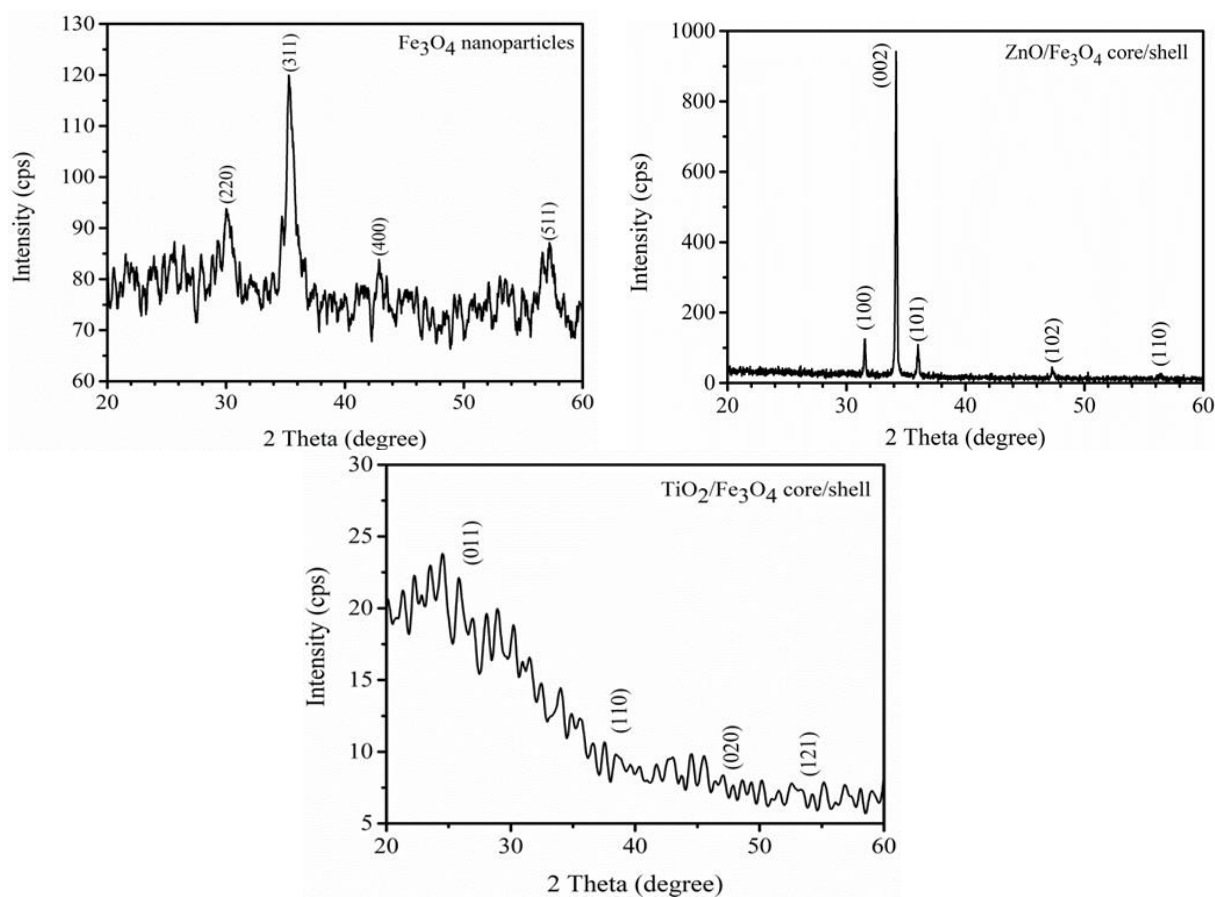 130
120
110
100
90
80
70
60
Intensity (cps)
Fe₃O₄ nanoparticles
(220)
(311)
(400)
(511)
20 30 40 50 60
2 Theta (degree)
1000
800
600
400
200
0
Intensity (cps)
ZnO/Fe₃O₄ core/shell
(100)
(002)
(101)
(102)
(110)
20 30 40 50 60
2 Theta (degree)
30
25
20
15
10
5
Intensity (cps)
TiO₂/Fe₃O₄ core/shell
(011)
(110)
(020)
(121)
20 30 40 50 60
2 Theta (degree)